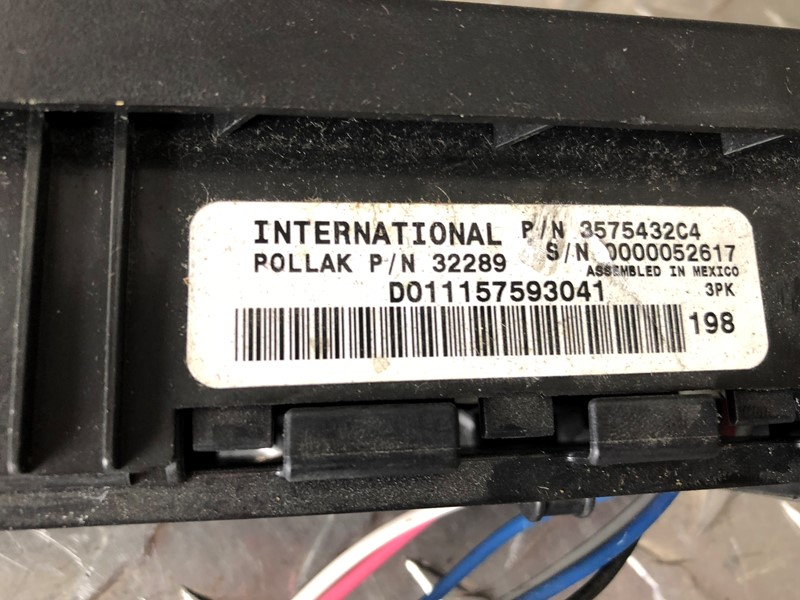 INTERNATIONAL P/N 3575432C4
POLLAK P/N 32289 S/N 0000052617
ASSEMBLED IN MEXICO
D011157593041 3PK
198